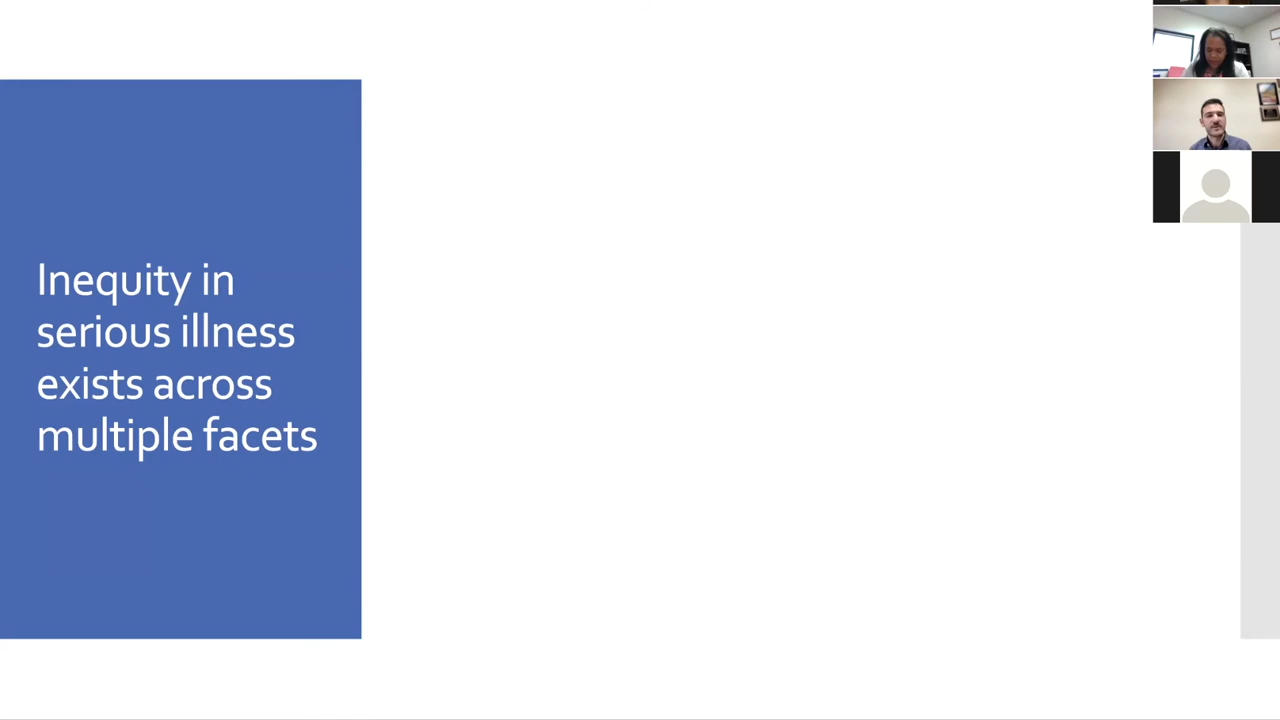 Inequity in
serious illness
exists across
multiple facets